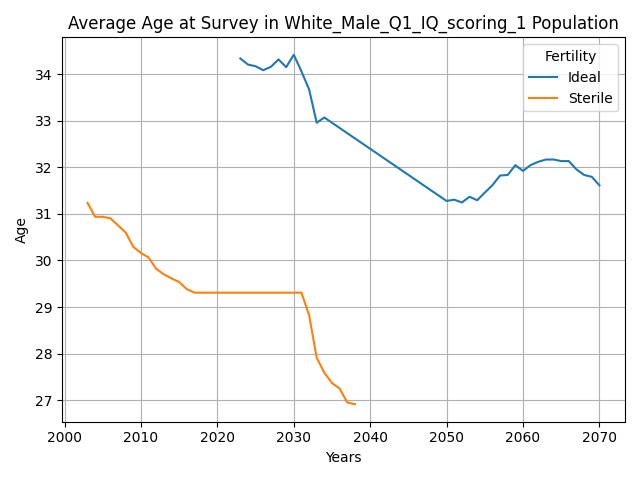 Average Age at Survey in White_Male_Q1_IQ_scoring_1 Population
Fertility
Ideal
Sterile
Age
34
33
32
31
30
29
28
27
2000 2010 2020 2030 2040 2050 2060 2070
Years